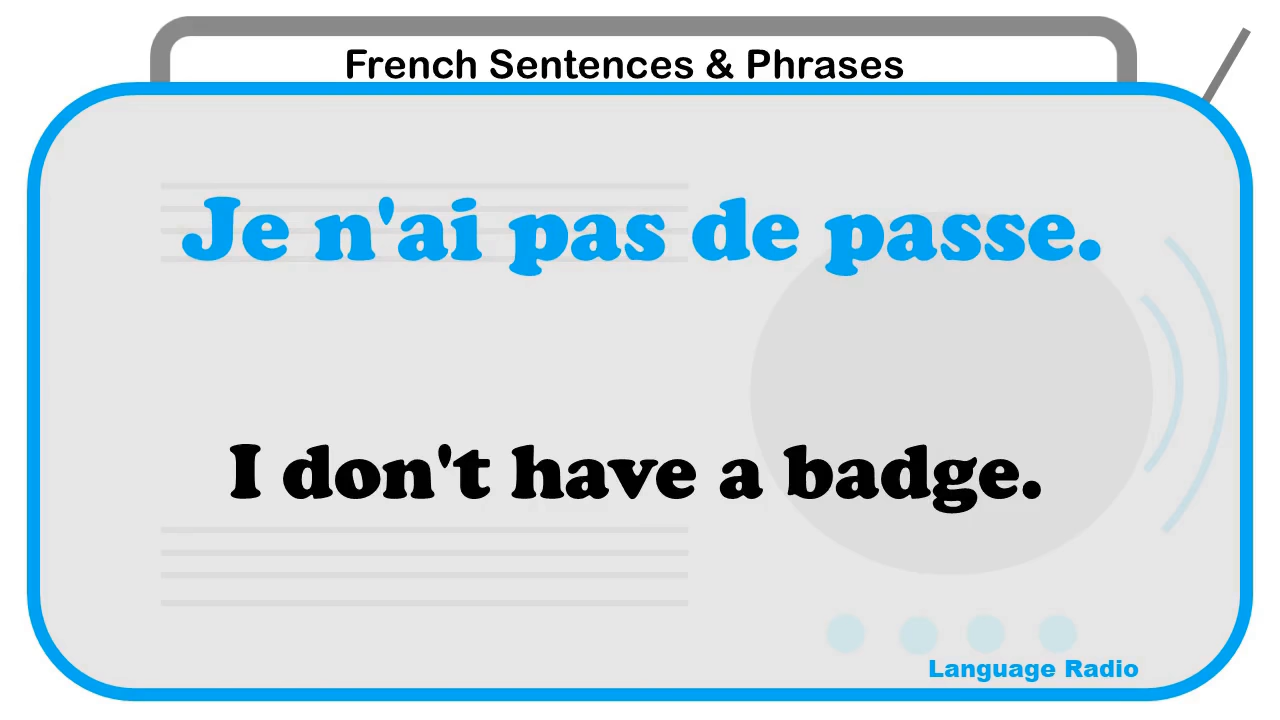 French Sentences & Phrases
Je n'ai pas de passe.
I don't have a badge.
Language Radio